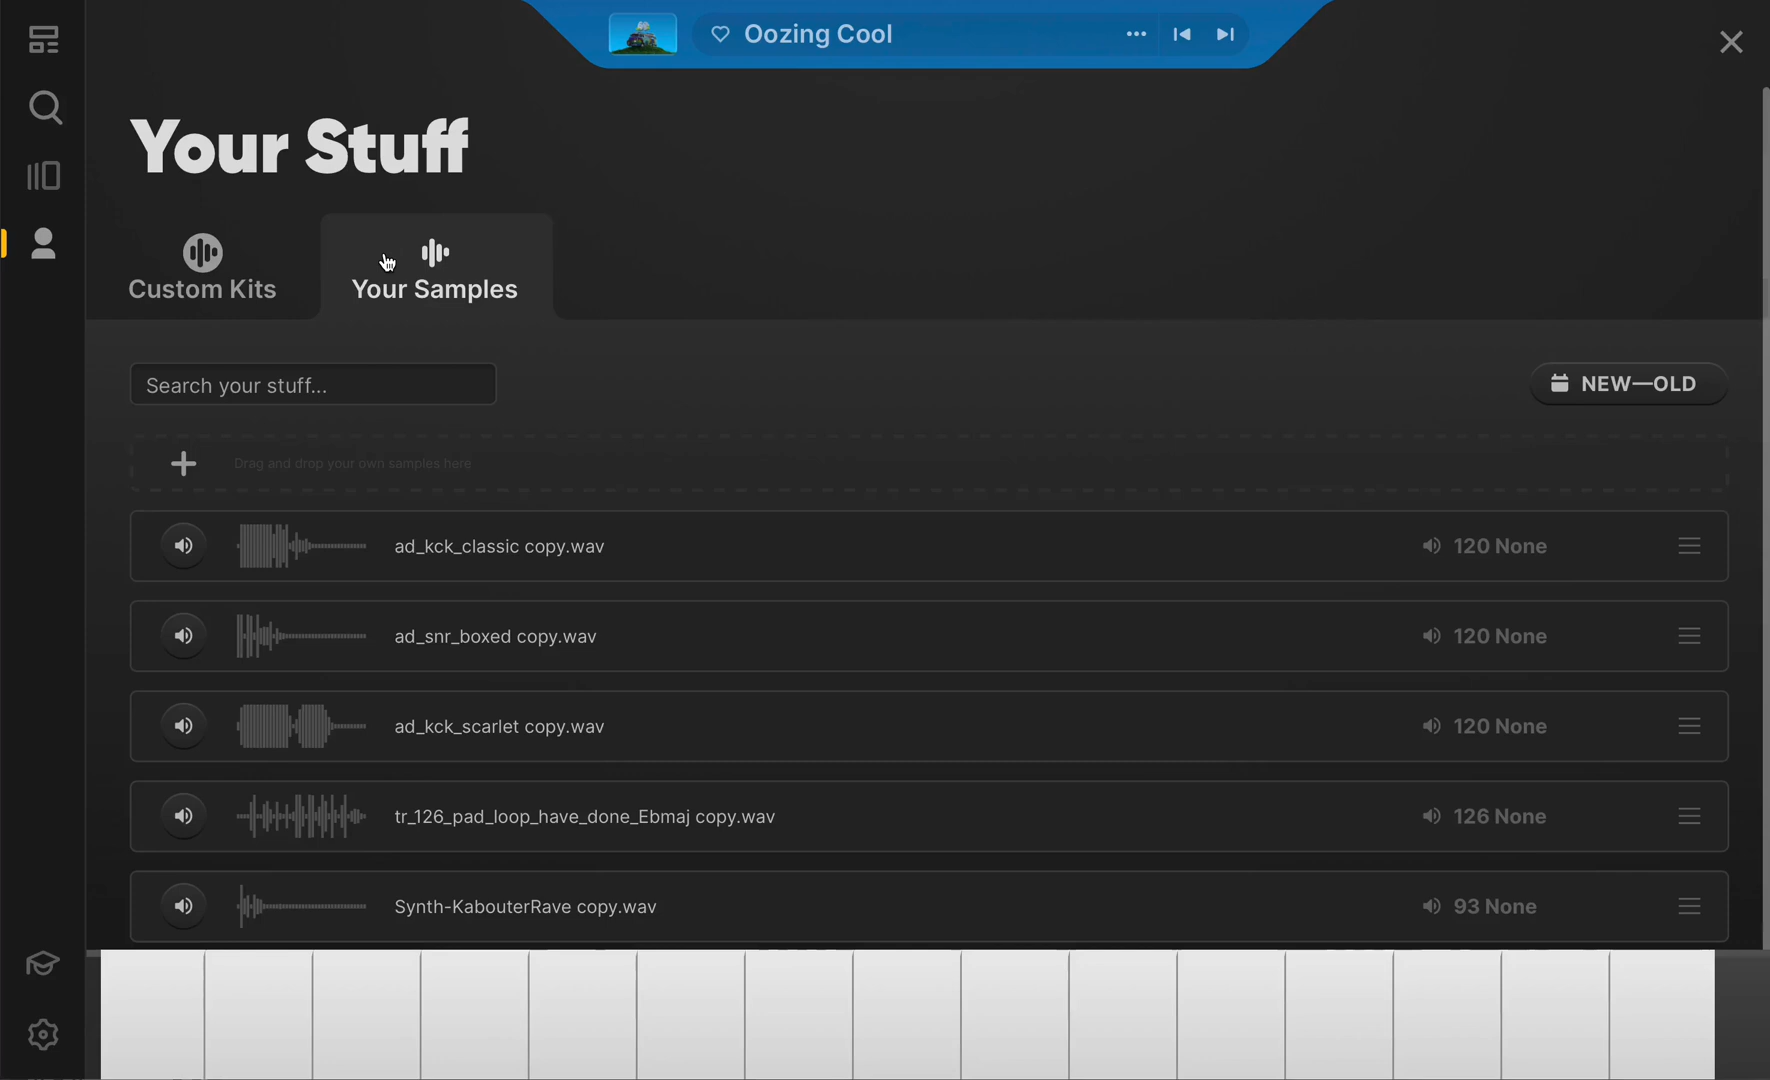 Oozing Cool
Your Stuff
Custom Kits
Your Samples
Search your stuff...
NEW—OLD
Drag and drop your own samples here
ad_kck_classic copy.wav
120 None
ad_snr_boxed copy.wav
120 None
ad_kck_scarlet copy.wav
120 None
tr_126_pad_loop_have_done_Ebmaj copy.wav
126 None
Synth-KabouterRave copy.wav
93 None